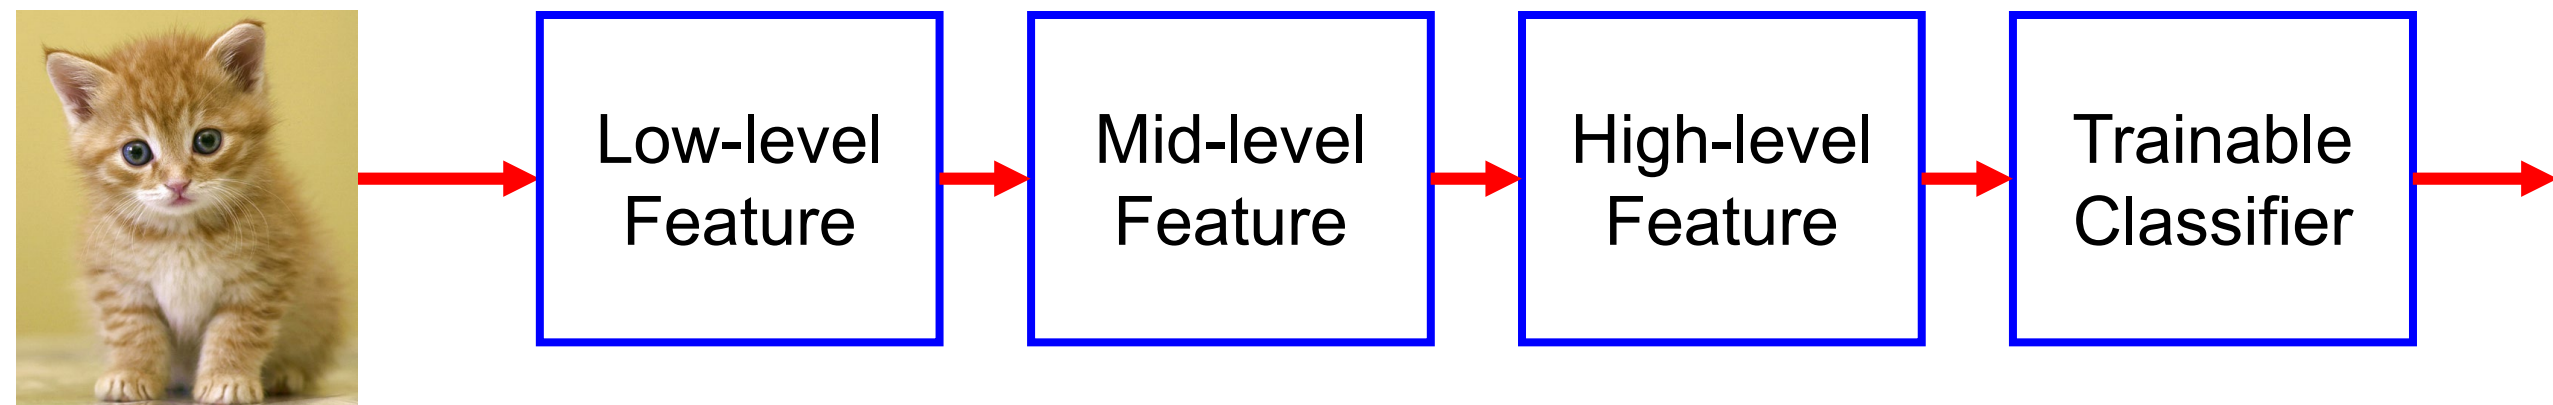 Low-level
Feature
Mid-level
Feature
High-level
Feature
Trainable
Classifier